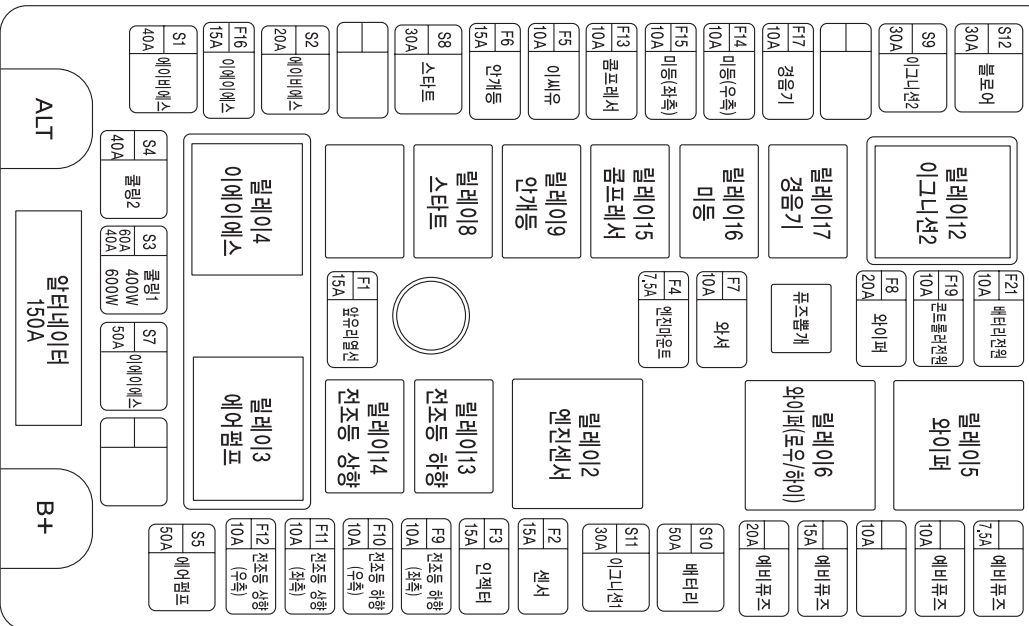 S1
40A
에이비에스
F16
15A
이에이에스
S2
20A
에이비에스
S8
30A
스타트
F6
15A
안개등
F5
10A
이씨유
F13
10A
콤프레서
F15
10A
미등(좌측)
F14
10A
미등(우측)
F17
10A
경음기
S9
30A
이그니션2
S12
30A
블로어
ALT
S4
40A
쿨링2
릴레이4
이에이에스
릴레이8
스타트
릴레이9
안개등
릴레이15
콤프레서
릴레이16
미등
릴레이17
경음기
릴레이12
이그니션2
S3
60A
40A
쿨링1
400W
600W
F1
15A
앞유리열선
F4
7.5A
엔진마운트
F7
10A
와셔
퓨즈뽑개
F8
20A
와이퍼
F19
10A
콘트롤러전원
F21
10A
배터리전원
알터네이터
150A
S7
50A
이에이에스
릴레이3
에어펌프
릴레이14
전조등 상향
릴레이13
전조등 하향
릴레이2
엔진센서
릴레이6
와이퍼(로우/하이)
릴레이5
와이퍼
B+
S5
50A
에어펌프
F12
10A
전조등 상향
(우측)
F11
10A
전조등 상향
(좌측)
F10
10A
전조등 하향
(우측)
F9
10A
전조등 하향
(좌측)
F3
15A
인젝터
F2
15A
센서
S11
30A
이그니션1
S10
50A
배터리
20A
예비퓨즈
15A
예비퓨즈
10A
10A
예비퓨즈
7.5A
예비퓨즈